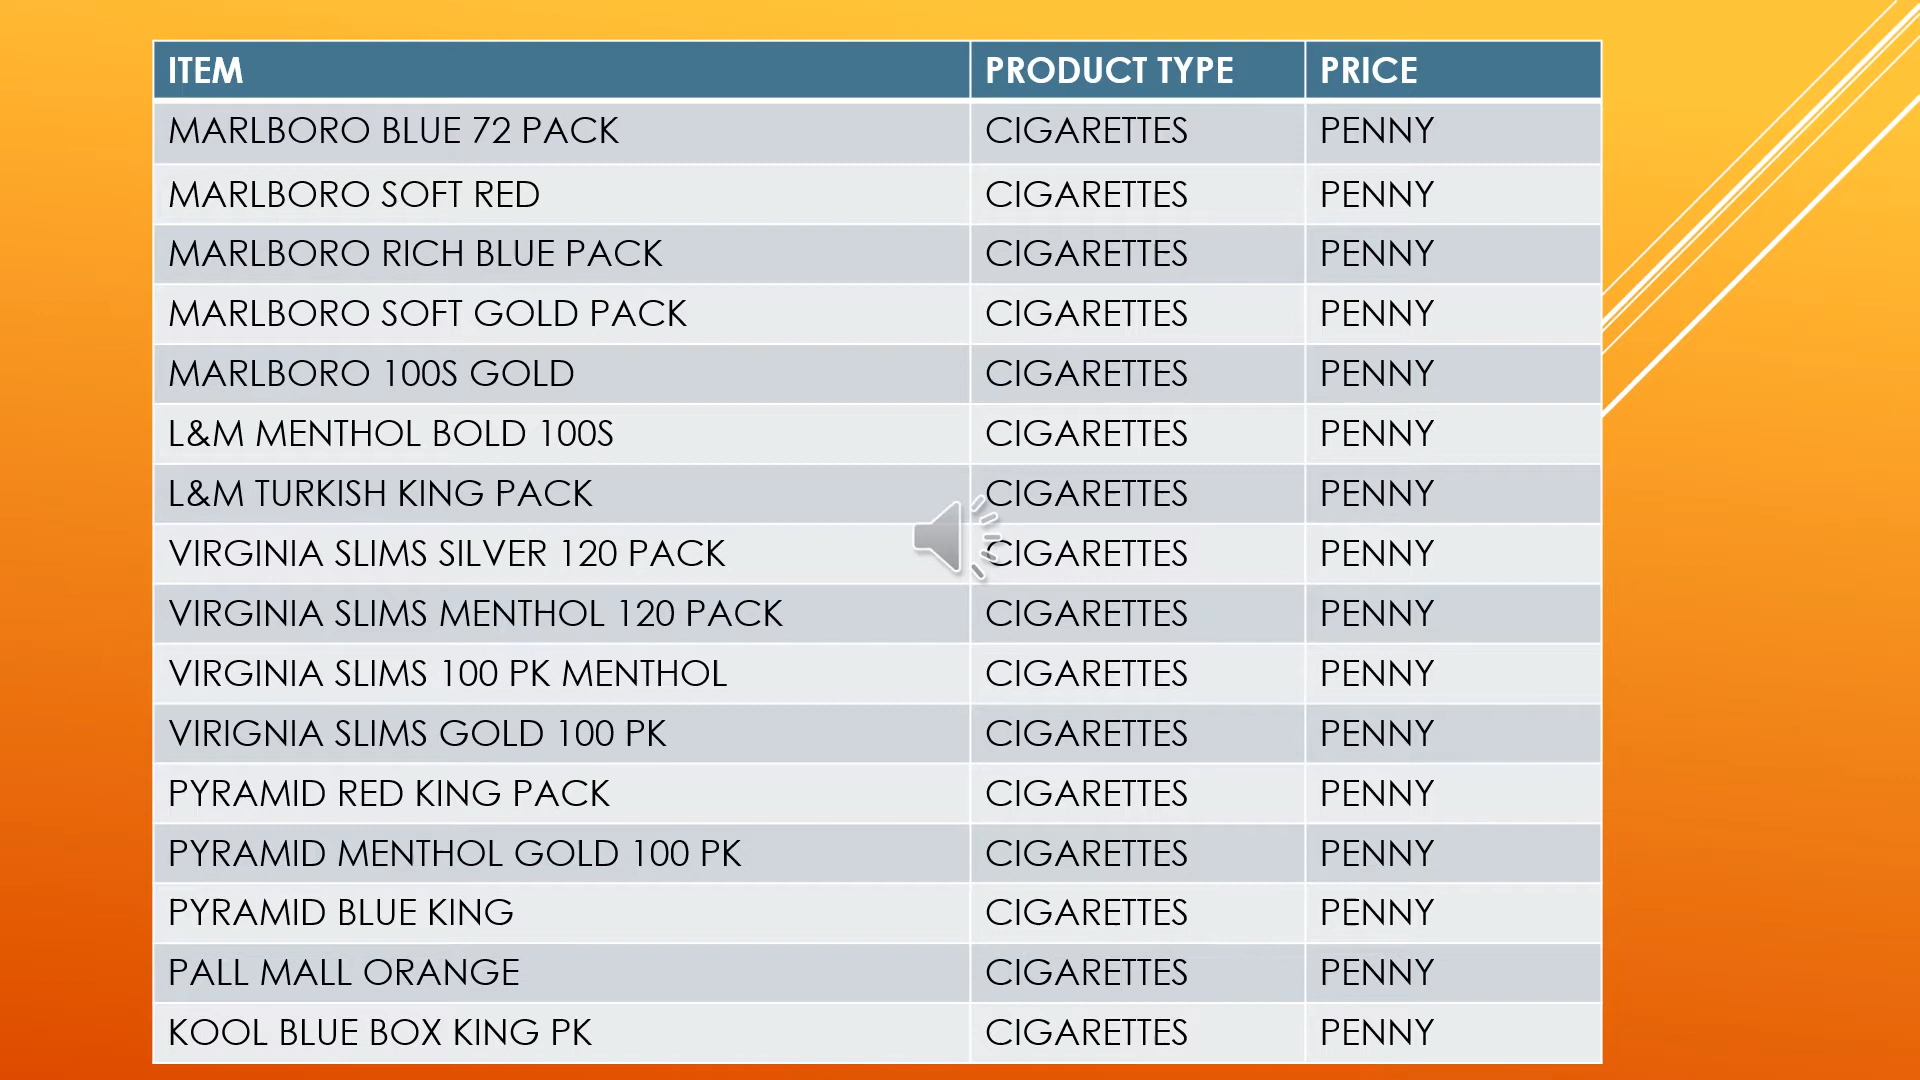 ITEM PRODUCT TYPE PRICE
MARLBORO BLUE 72 PACK CIGARETTES PENNY
MARLBORO SOFT RED CIGARETTES PENNY
MARLBORO RICH BLUE PACK CIGARETTES PENNY
MARLBORO SOFT GOLD PACK CIGARETTES PENNY
MARLBORO 100S GOLD CIGARETTES PENNY
L&M MENTHOL BOLD 100S CIGARETTES PENNY
L&M TURKISH KING PACK CIGARETTES PENNY
VIRGINIA SLIMS SILVER 120 PACK CIGARETTES PENNY
VIRGINIA SLIMS MENTHOL 120 PACK CIGARETTES PENNY
VIRGINIA SLIMS 100 PK MENTHOL CIGARETTES PENNY
VIRIGNIA SLIMS GOLD 100 PK CIGARETTES PENNY
PYRAMID RED KING PACK CIGARETTES PENNY
PYRAMID MENTHOL GOLD 100 PK CIGARETTES PENNY
PYRAMID BLUE KING CIGARETTES PENNY
PALL MALL ORANGE CIGARETTES PENNY
KOOL BLUE BOX KING PK CIGARETTES PENNY